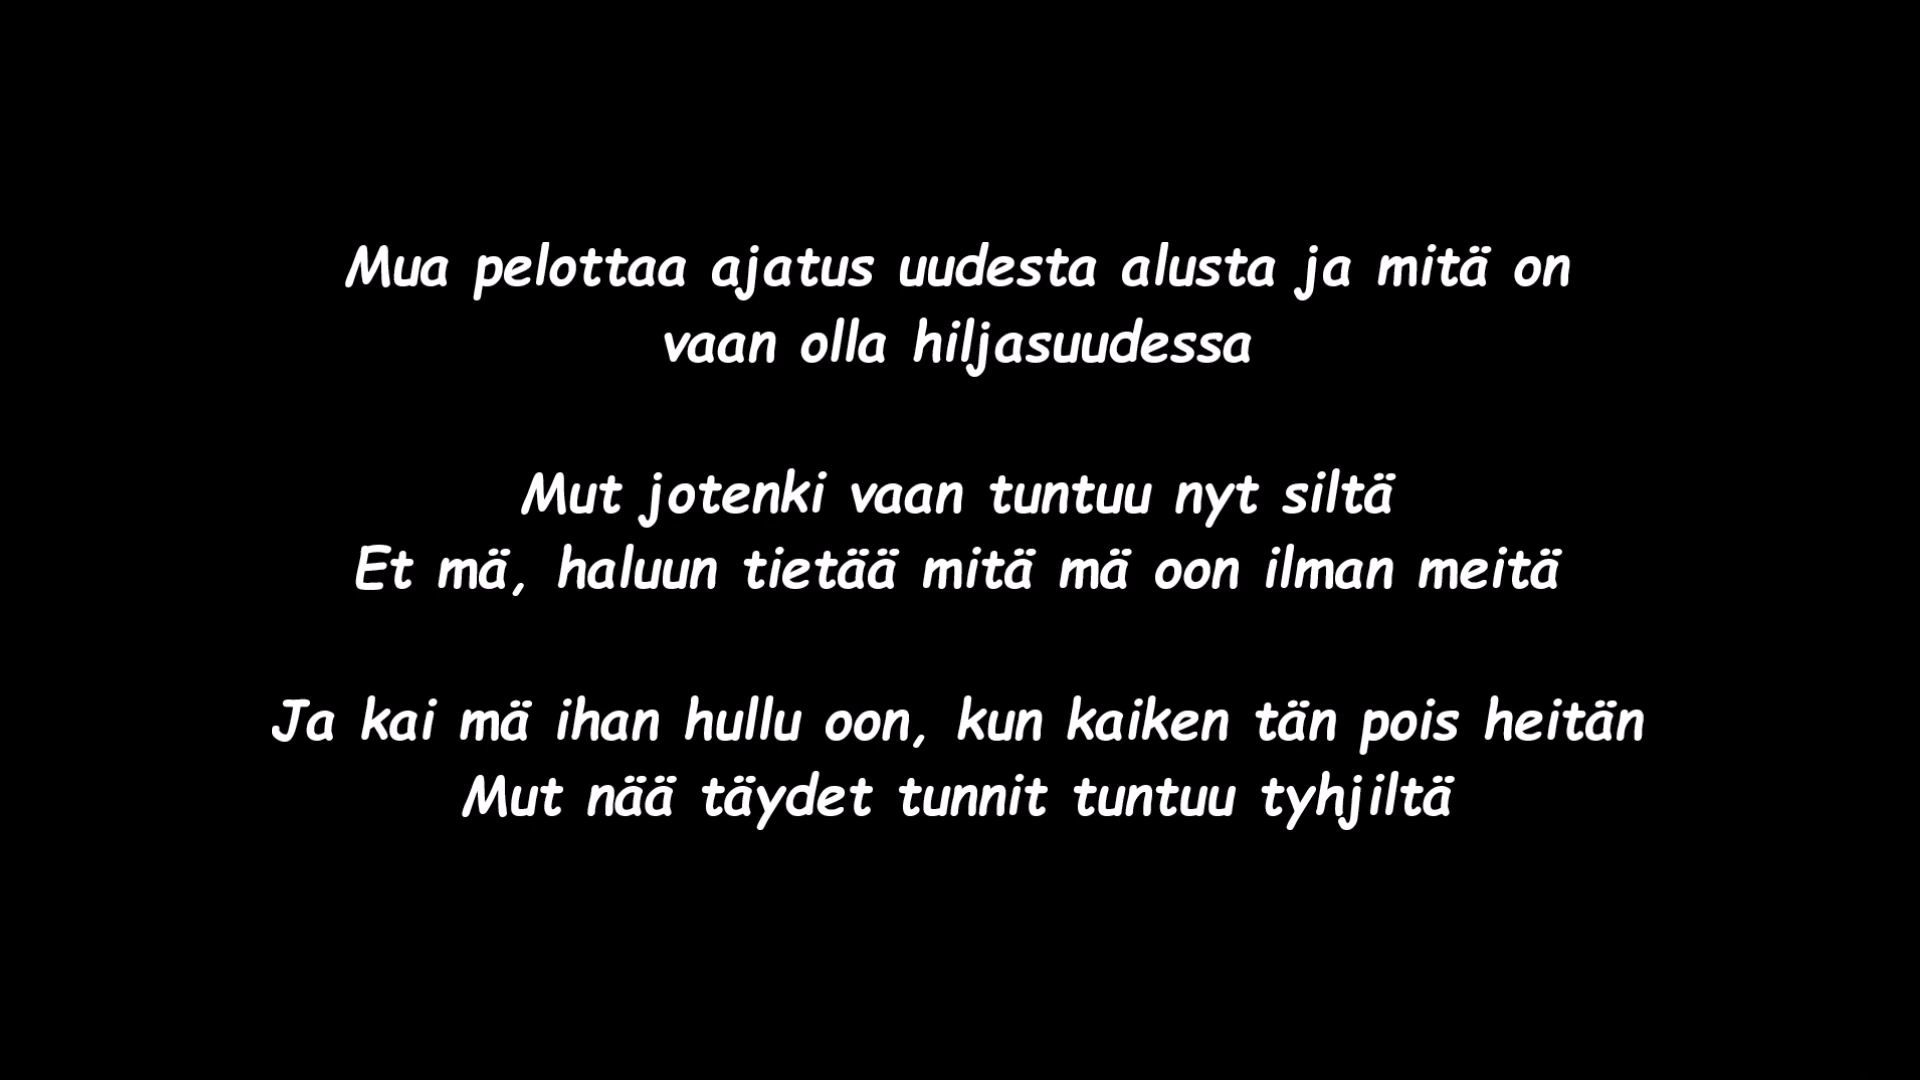 Mua pelottaa ajatus uudesta alusta ja mitä on
vaan olla hiljasuudessa
Mut jotenki vaan tuntuu nyt siltä
Et mä, haluun tietää mitä mä oon ilman meitä
Ja kai mä ihan hullu oon, kun kaiken tän pois heitän
Mut nää täydet tunnit tuntuu tyhjiltä